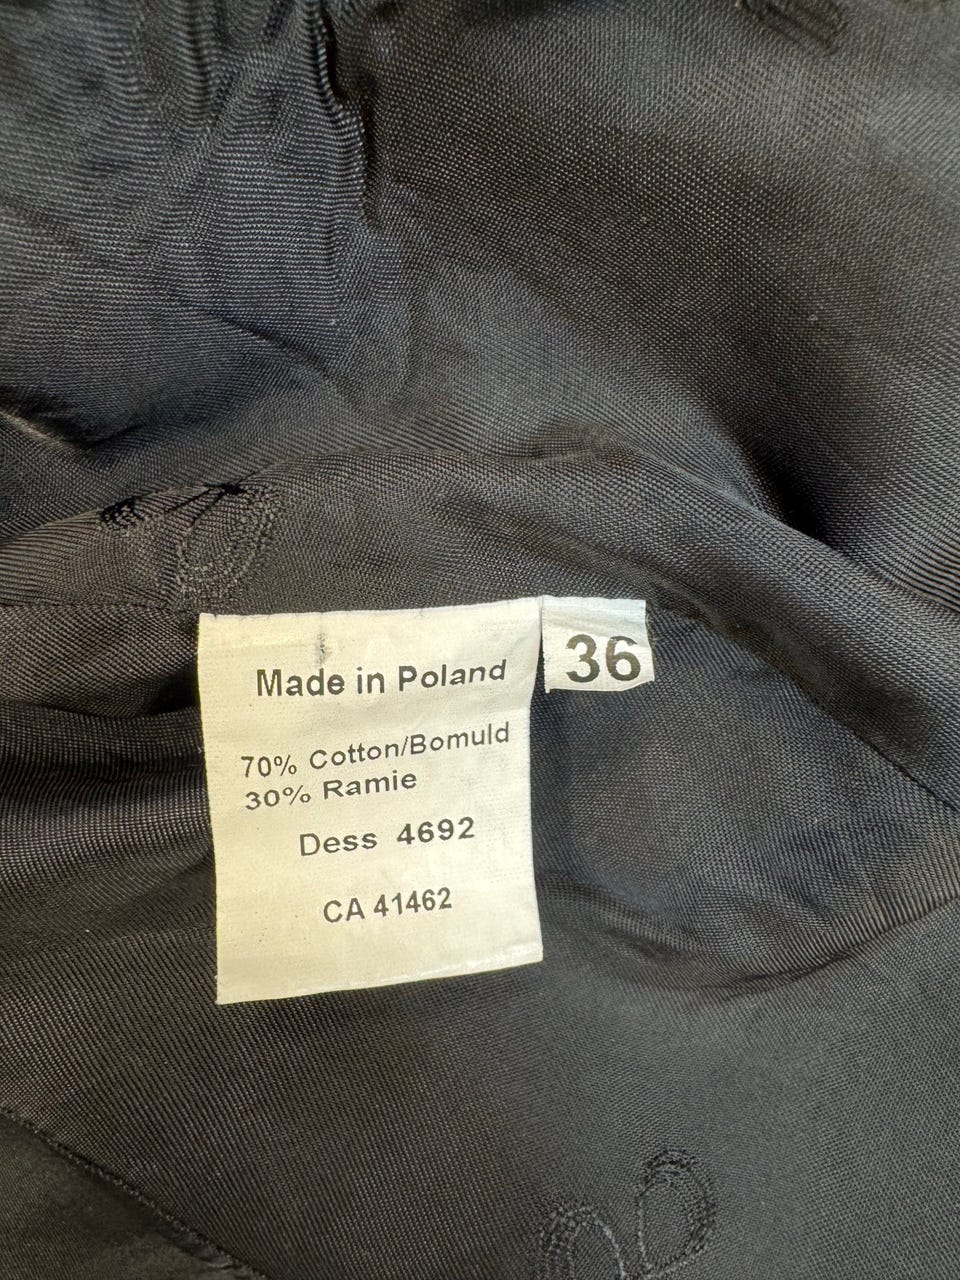 Made in Poland
36
70% Cotton/Bomuld
30% Ramie
Dess 4692
CA 41462